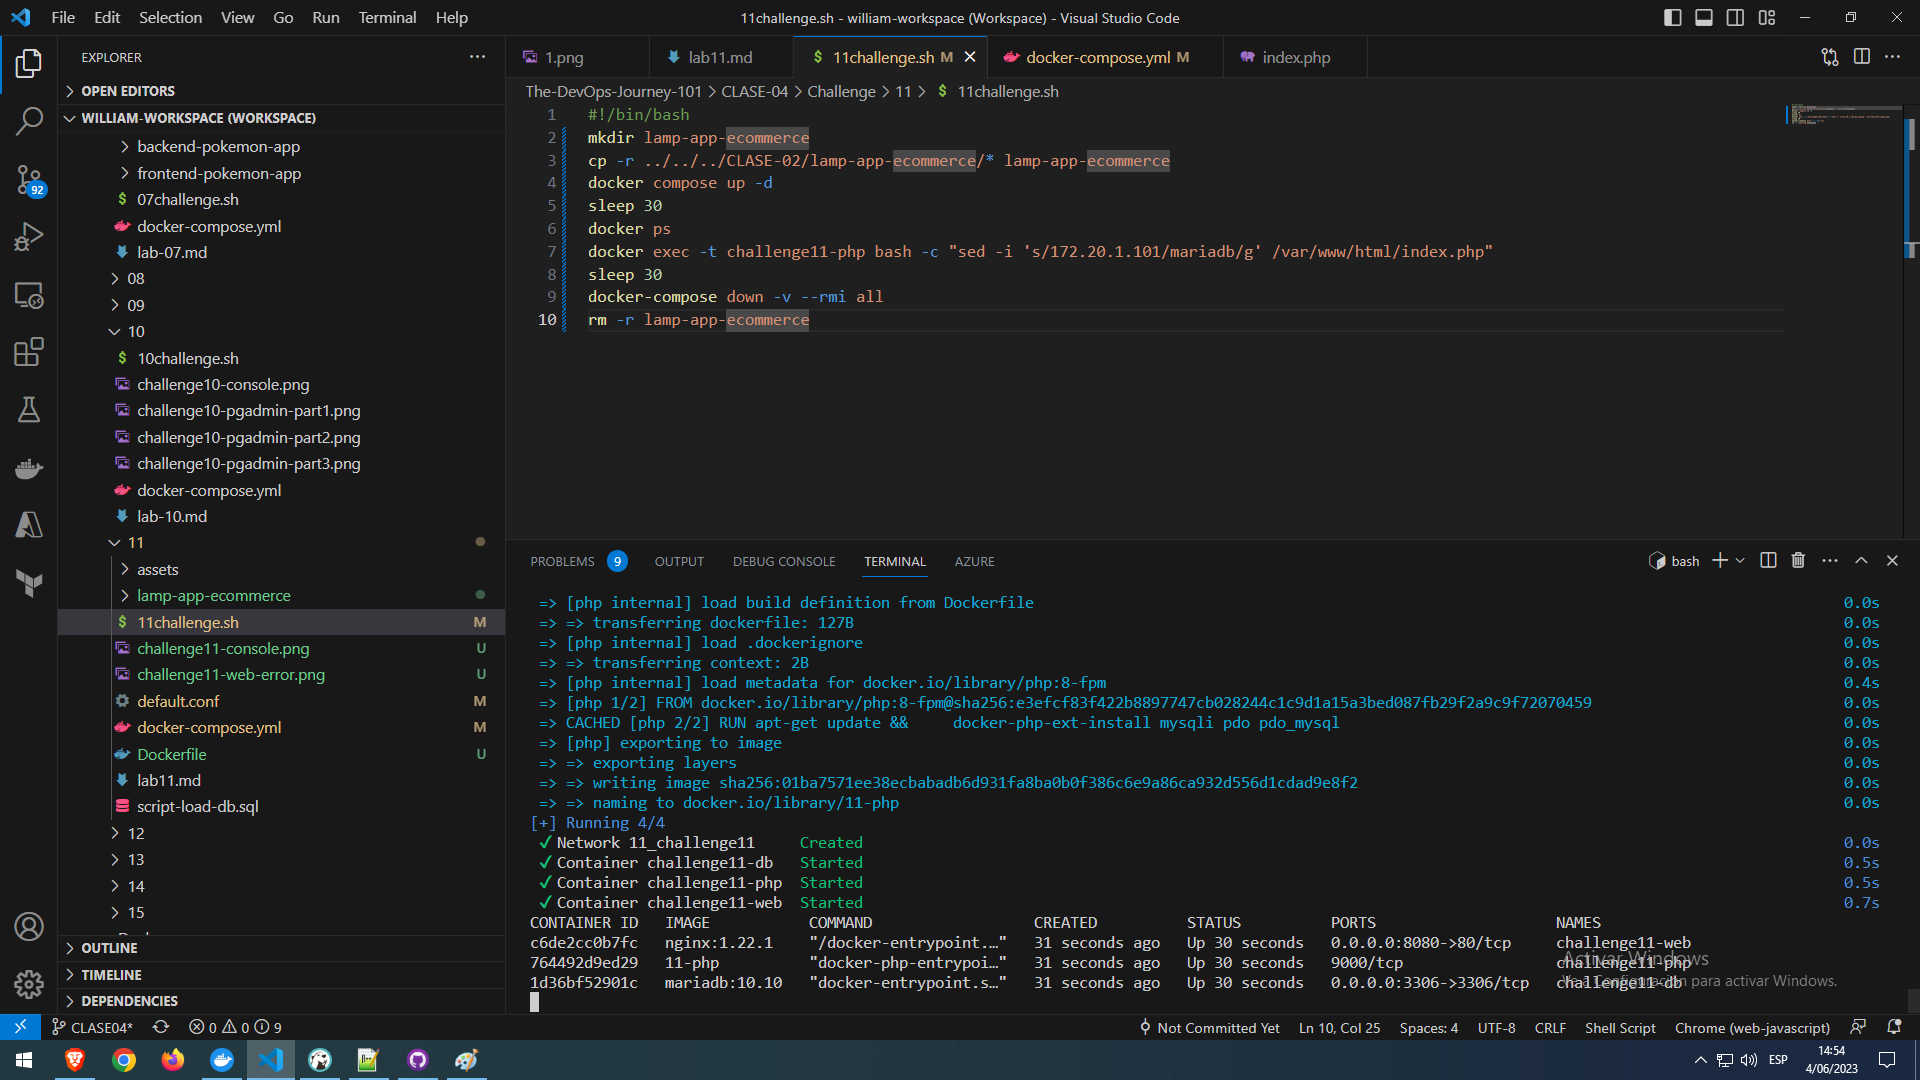 File Edit Selection View Go Run Terminal Help
11challenge.sh - william-workspace (Workspace) - Visual Studio Code
EXPLORER
OPEN EDITORS
WILLIAM-WORKSPACE (WORKSPACE)
backend-pokemon-app
frontend-pokemon-app
$ 07challenge.sh
docker-compose.yml
lab-07.md
08
09
10
$ 10challenge.sh
challenge10-console.png
challenge10-pgadmin-part1.png
challenge10-pgadmin-part2.png
challenge10-pgadmin-part3.png
docker-compose.yml
lab-10.md
11
assets
lamp-app-ecommerce
$ 11challenge.sh M
challenge11-console.png U
challenge11-web-error.png U
default.conf M
docker-compose.yml M
Dockerfile U
lab11.md
script-load-db.sql
12
13
14
15
OUTLINE
TIMELINE
DEPENDENCIES
92
1.png
lab11.md
$ 11challenge.sh M
docker-compose.yml M
index.php
The-DevOps-Journey-101 > CLASE-04 > Challenge > 11 > $ 11challenge.sh
1 #!/bin/bash
2 mkdir lamp-app-ecommerce
3 cp -r ../../../CLASE-02/lamp-app-ecommerce/* lamp-app-ecommerce
4 docker compose up -d
5 sleep 30
6 docker ps
7 docker exec -t challenge11-php bash -c "sed -i 's/172.20.1.101/mariadb/g' /var/www/html/index.php"
8 sleep 30
9 docker-compose down -v --rmi all
10 rm -r lamp-app-ecommerce
PROBLEMS 9 OUTPUT DEBUG CONSOLE TERMINAL AZURE
bash
=> [php internal] load build definition from Dockerfile 0.0s
=> => transferring dockerfile: 127B 0.0s
=> [php internal] load .dockerignore 0.0s
=> => transferring context: 2B 0.0s
=> [php internal] load metadata for docker.io/library/php:8-fpm 0.4s
=> [php 1/2] FROM docker.io/library/php:8-fpm@sha256:e3efcf83f422b8897747cb028244c1c9d1a15a3bed087fb29f2a9c9f72070459 0.0s
=> CACHED [php 2/2] RUN apt-get update && docker-php-ext-install mysqli pdo pdo_mysql 0.0s
=> [php] exporting to image 0.0s
=> => exporting layers 0.0s
=> => writing image sha256:01ba7571ee38ecbabadb6d931fa8ba0b0f386c6e9a86ca932d556d1cdad9e8f2 0.0s
=> => naming to docker.io/library/11-php 0.0s
[+] Running 4/4
✓ Network 11_challenge11 Created 0.0s
✓ Container challenge11-db Started 0.5s
✓ Container challenge11-php Started 0.5s
✓ Container challenge11-web Started 0.7s
CONTAINER ID IMAGE COMMAND CREATED STATUS PORTS NAMES
c6de2cc0b7fc nginx:1.22.1 "/docker-entrypoint.…" 31 seconds ago Up 30 seconds 0.0.0.0:8080->80/tcp challenge11-web
764492d9ed29 11-php "docker-php-entrypoi…" 31 seconds ago Up 30 seconds 9000/tcp challenge11-php
1d36bf52901c mariadb:10.10 "docker-entrypoint.s…" 31 seconds ago Up 30 seconds 0.0.0.0:3306->3306/tcp challenge11-db
Activar Windows
Ve a Configuración para activar Windows.
CLASE04* 0 0 9
Not Committed Yet Ln 10, Col 25 Spaces: 4 UTF-8 CRLF Shell Script Chrome (web-javascript)
ESP
14:54
4/06/2023